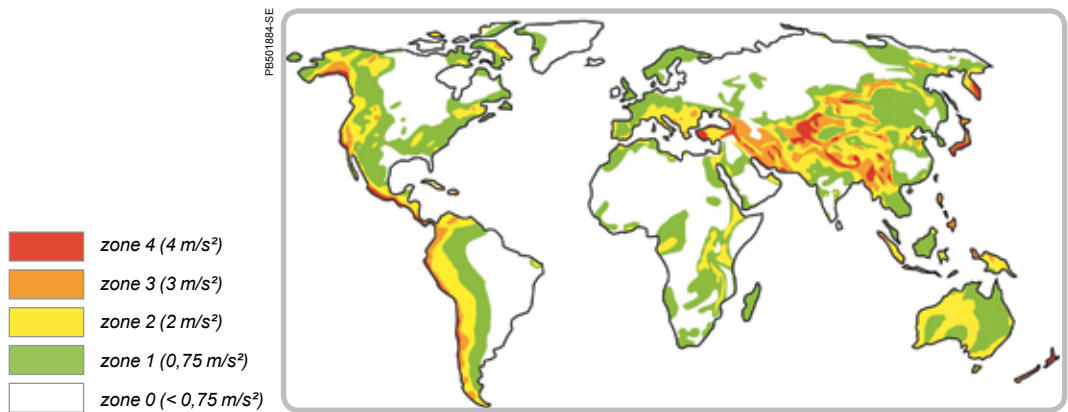 PB501884-SE
zone 4 (4 m/s²)
zone 3 (3 m/s²)
zone 2 (2 m/s²)
zone 1 (0,75 m/s²)
zone 0 (< 0,75 m/s²)